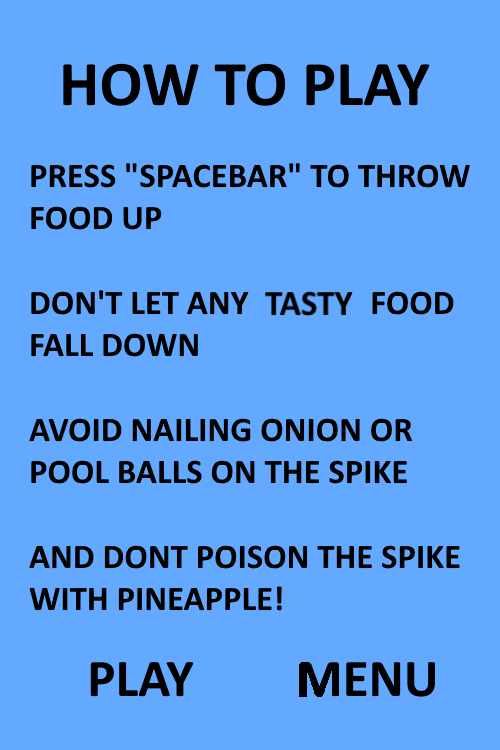 HOW TO PLAY
PRESS "SPACEBAR" TO THROW
FOOD UP
DON'T LET ANY TASTY FOOD
FALL DOWN
AVOID NAILING ONION OR
POOL BALLS ON THE SPIKE
AND DONT POISON THE SPIKE
WITH PINEAPPLE!
PLAY MENU